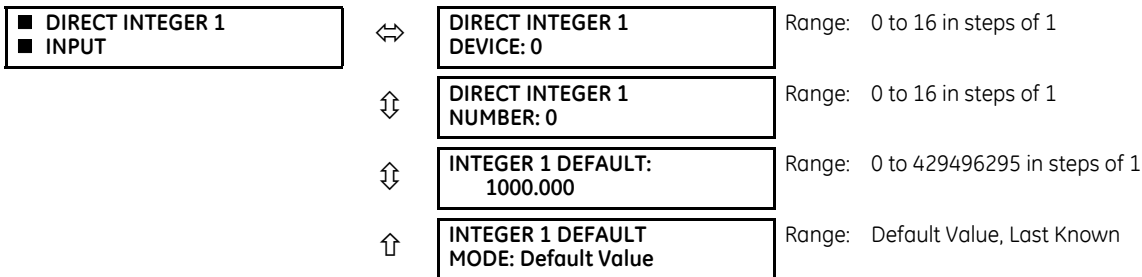 ■ DIRECT INTEGER 1
■ INPUT
DIRECT INTEGER 1
DEVICE: 0
Range: 0 to 16 in steps of 1
DIRECT INTEGER 1
NUMBER: 0
Range: 0 to 16 in steps of 1
INTEGER 1 DEFAULT:
1000.000
Range: 0 to 429496295 in steps of 1
INTEGER 1 DEFAULT
MODE: Default Value
Range: Default Value, Last Known